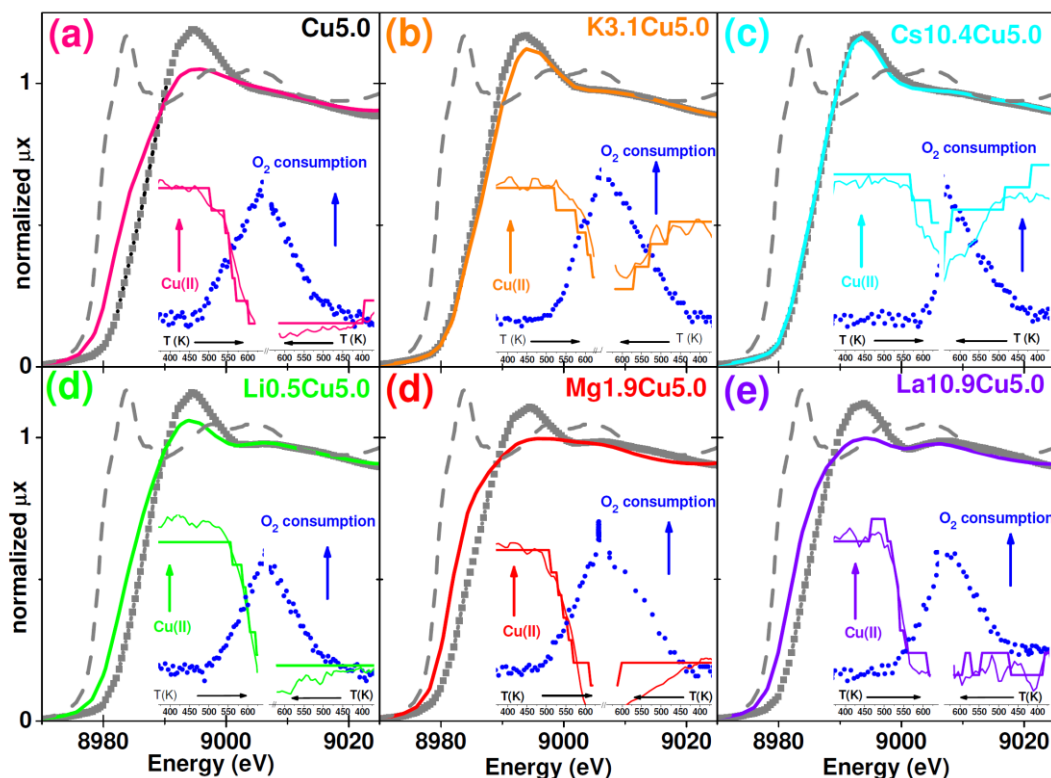 (a) Cu5.0
(b) K3.1Cu5.0
(c) Cs10.4Cu5.0
normalized μx
1
0
O2 consumption
Cu(II)
T (K) T (K)
400 450 500 550 600 // 600 550 500 450 400
O2 consumption
Cu(II)
T (K) T (K)
400 450 500 550 600 // 600 550 500 450 400
O2 consumption
Cu(II)
T (K) T (K)
400 450 500 550 600 600 550 500 450 400
(d) Li0.5Cu5.0
(d) Mg1.9Cu5.0
(e) La10.9Cu5.0
normalized μx
1
0
O2 consumption
Cu(II)
T(K) T(K)
400 450 500 550 600 // 600 550 500 450 400
O2 consumption
Cu(II)
T(K) T(K)
400 450 500 550 600 // 600 550 500 450 400
O2 consumption
Cu(II)
T(K) T(K)
400 450 500 550 600 600 550 500 450 400
8980 9000 9020
8980 9000 9020
8980 9000 9020
Energy (eV)
Energy (eV)
Energy (eV)